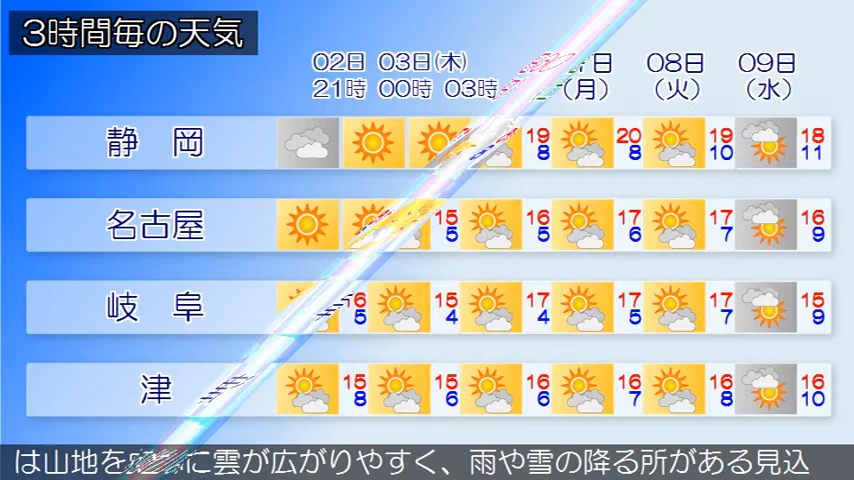 3時間毎の天気
02日 03日(木) 日 08日 09日
21時 00時 03時 (月) (火) (水)
静 岡 19 20 19 18
8 8 10 11
名古屋 15 16 17 17 16
5 5 6 7 9
岐 阜 6 15 17 17 17 15
5 4 4 5 7 9
津 15 15 16 16 16 16
8 6 6 7 8 10
は山地を に雲が広がりやすく、雨や雪の降る所がある見込